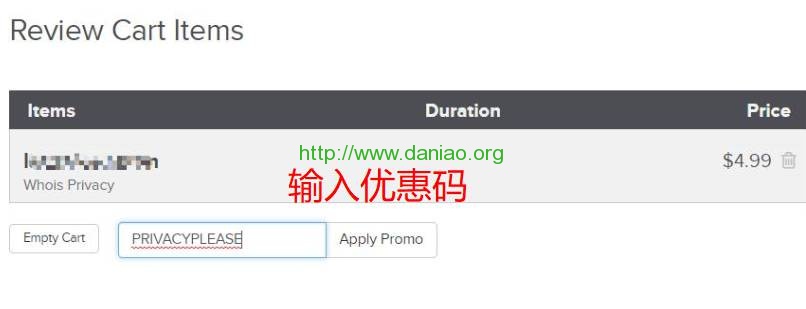 Review Cart Items
Items Duration Price
http://www.daniao.org
$4.99
输入优惠码
Whois Privacy
Empty Cart PRIVACYPLEASE Apply Promo